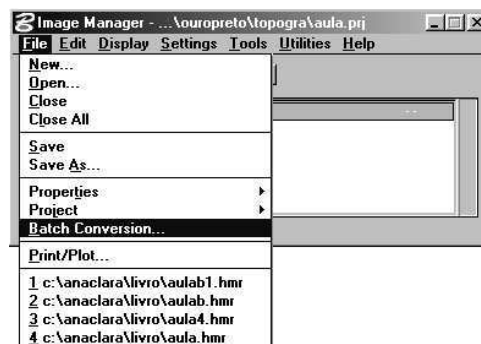 Image Manager - ...\ouropreto\topogra\aula.prj
File Edit Display Settings Tools Utilities Help
New...
Open...
Close
Close All
Save
Save As...
Properties
Project
Batch Conversion...
Print/Plot...
1 c:\anaclara\livro\aulab1.hmr
2 c:\anaclara\livro\aulab.hmr
3 c:\anaclara\livro\aula4.hmr
4 c:\anaclara\livro\aula.hmr